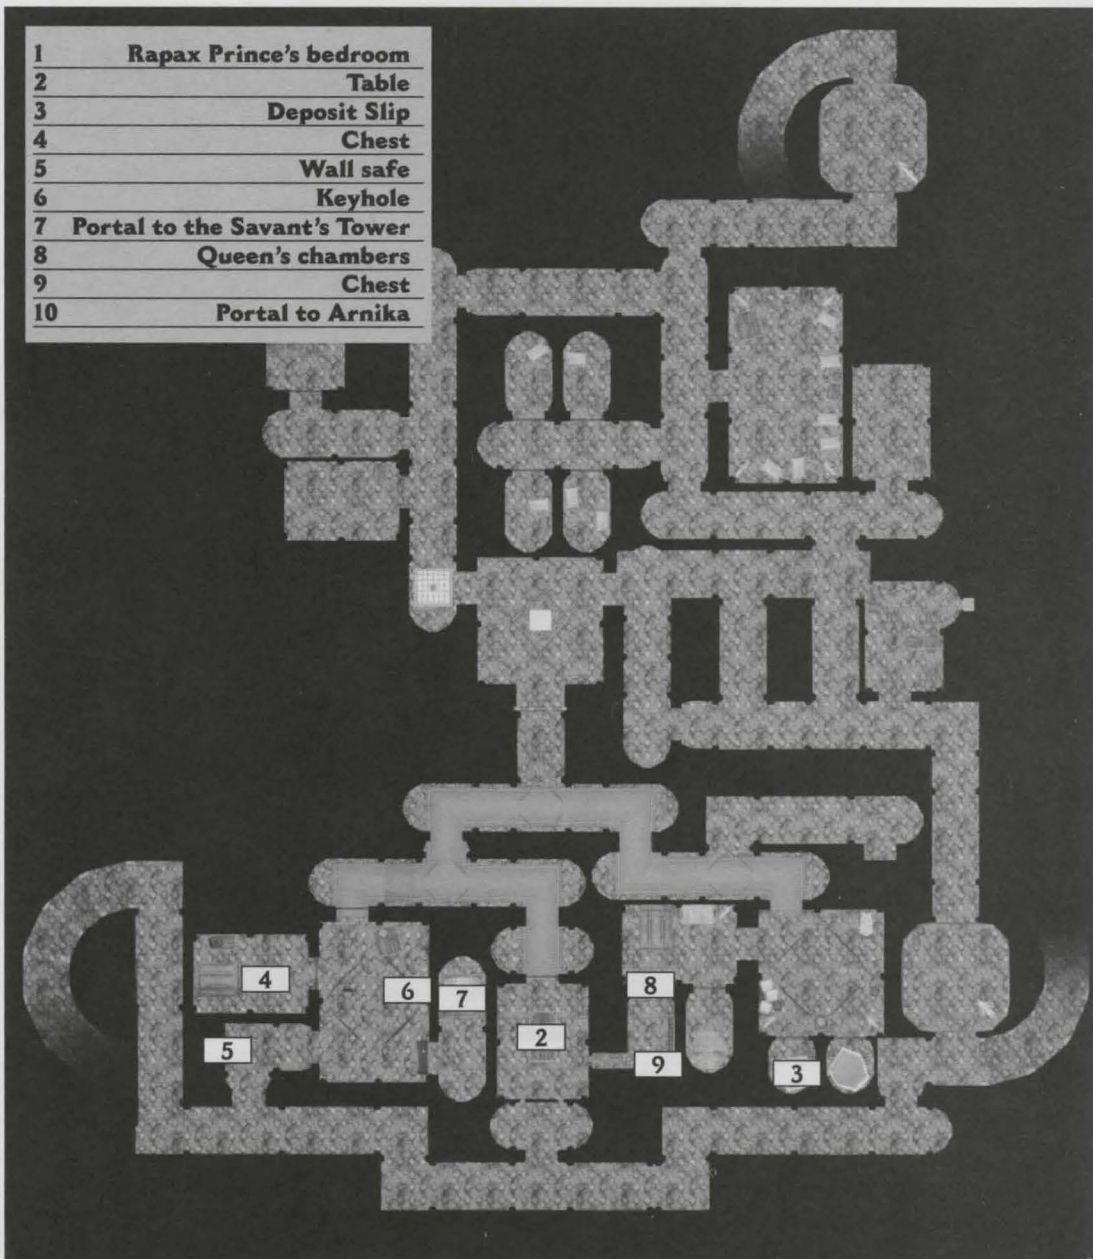 1 Rapax Prince's bedroom
2 Table
3 Deposit Slip
4 Chest
5 Wall safe
6 Keyhole
7 Portal to the Savant's Tower
8 Queen's chambers
9 Chest
10 Portal to Arnika
4
6
7
8
5
2
9
3